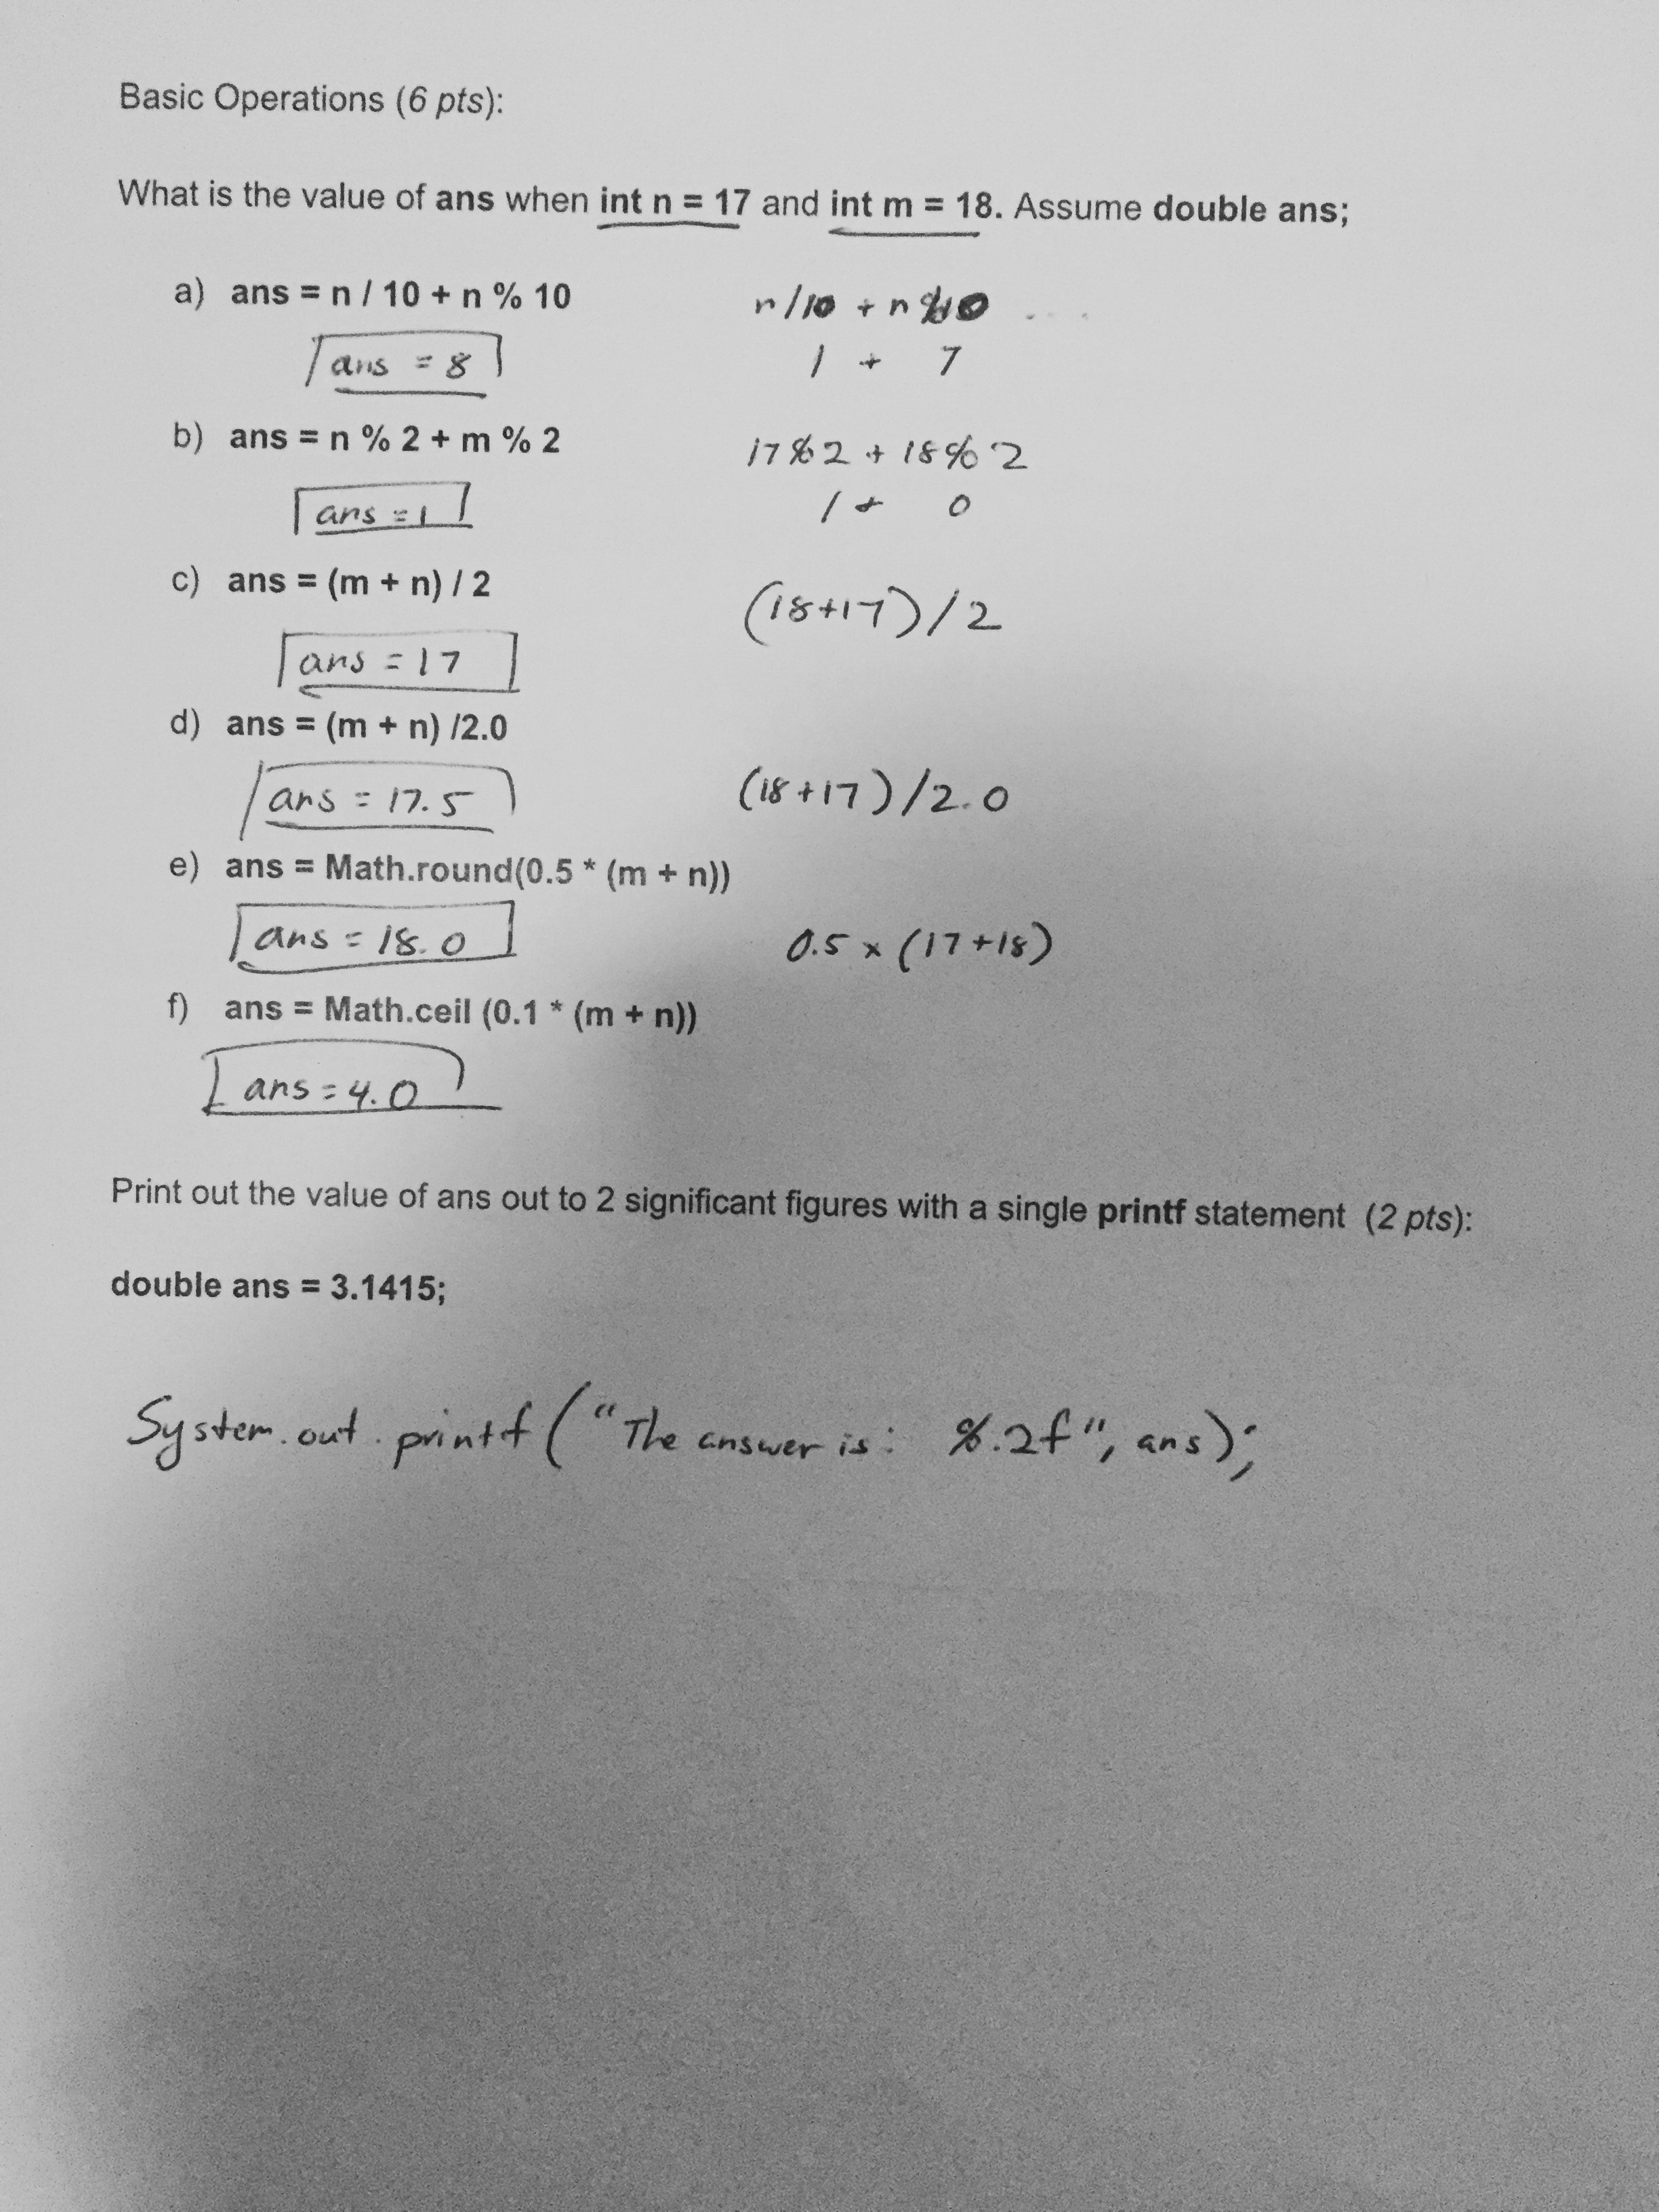 Basic Operations (6 pts):
What is the value of ans when int n = 17 and int m = 18. Assume double ans;
a) ans = n / 10 + n % 10
n/10 + n%10
ans = 8
1 + 7
b) ans = n % 2 + m % 2
17%2 + 18%2
ans = 1
1 + 0
c) ans = (m + n) / 2
(18+17)/2
ans = 17
d) ans = (m + n) /2.0
ans = 17.5
(18+17)/2.0
e) ans = Math.round(0.5 * (m + n))
ans = 18.0
0.5 x (17+18)
f) ans = Math.ceil (0.1 * (m + n))
ans = 4.0
Print out the value of ans out to 2 significant figures with a single printf statement (2 pts):
double ans = 3.1415;
System.out.printf("The answer is: %.2f", ans);